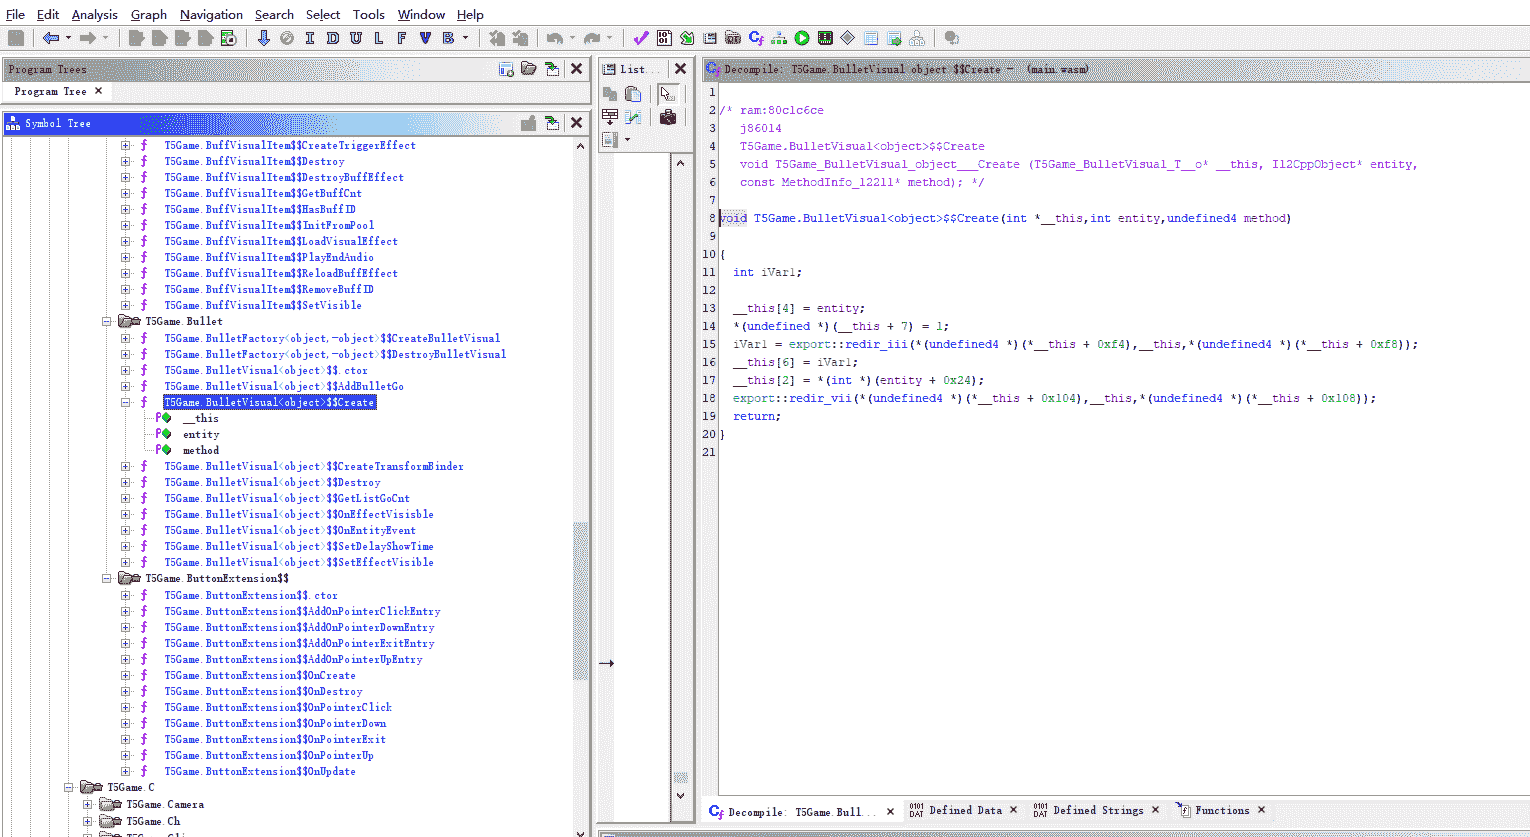 File Edit Analysis Graph Navigation Search Select Tools Window Help
I D U L F V B
Program Trees
Program Tree
Symbol Tree
T5Game.BuffVisualItem$$CreateTriggerEffect
T5Game.BuffVisualItem$$Destroy
T5Game.BuffVisualItem$$DestroyBuffEffect
T5Game.BuffVisualItem$$GetBuffCnt
T5Game.BuffVisualItem$$HasBuffID
T5Game.BuffVisualItem$$InitFromPool
T5Game.BuffVisualItem$$LoadVisualEffect
T5Game.BuffVisualItem$$PlayEndAudio
T5Game.BuffVisualItem$$ReloadBuffEffect
T5Game.BuffVisualItem$$RemoveBuffID
T5Game.BuffVisualItem$$SetVisible
T5Game.Bullet
T5Game.BulletFactory<object,-object>$$CreateBulletVisual
T5Game.BulletFactory<object,-object>$$DestroyBulletVisual
T5Game.BulletVisual<object>$$.ctor
T5Game.BulletVisual<object>$$AddBulletGo
T5Game.BulletVisual<object>$$Create
__this
entity
method
T5Game.BulletVisual<object>$$CreateTransformBinder
T5Game.BulletVisual<object>$$Destroy
T5Game.BulletVisual<object>$$GetListGoCnt
T5Game.BulletVisual<object>$$OnEffectVisisble
T5Game.BulletVisual<object>$$OnEntityEvent
T5Game.BulletVisual<object>$$SetDelayShowTime
T5Game.BulletVisual<object>$$SetEffectVisible
T5Game.ButtonExtension$$
T5Game.ButtonExtension$$.ctor
T5Game.ButtonExtension$$AddOnPointerClickEntry
T5Game.ButtonExtension$$AddOnPointerDownEntry
T5Game.ButtonExtension$$AddOnPointerExitEntry
T5Game.ButtonExtension$$AddOnPointerUpEntry
T5Game.ButtonExtension$$OnCreate
T5Game.ButtonExtension$$OnDestroy
T5Game.ButtonExtension$$OnPointerClick
T5Game.ButtonExtension$$OnPointerDown
T5Game.ButtonExtension$$OnPointerExit
T5Game.ButtonExtension$$OnPointerUp
T5Game.ButtonExtension$$OnUpdate
T5Game.C
T5Game.Camera
T5Game.Ch
List...
Decompile: T5Game.BulletVisual object $$Create - (main.wasm)
1
2 /* ram:80c1c6ce
3 j86014
4 T5Game.BulletVisual<object>$$Create
5 void T5Game_BulletVisual_object___Create (T5Game_BulletVisual_T__o* __this, Il2CppObject* entity,
6 const MethodInfo_12211* method); */
7
8 void T5Game.BulletVisual<object>$$Create(int *__this,int entity,undefined4 method)
9
10 {
11 int iVar1;
12
13 __this[4] = entity;
14 *(undefined *)(__this + 7) = 1;
15 iVar1 = export::redir_iii(*(undefined4 *)(*__this + 0xf4),__this,*(undefined4 *)(*__this + 0xf8));
16 __this[6] = iVar1;
17 __this[2] = *(int *)(entity + 0x24);
18 export::redir_vii(*(undefined4 *)(*__this + 0x104),__this,*(undefined4 *)(*__this + 0x108));
19 return;
20 }
21
Decompile: T5Game.Bull... Defined Data Defined Strings Functions